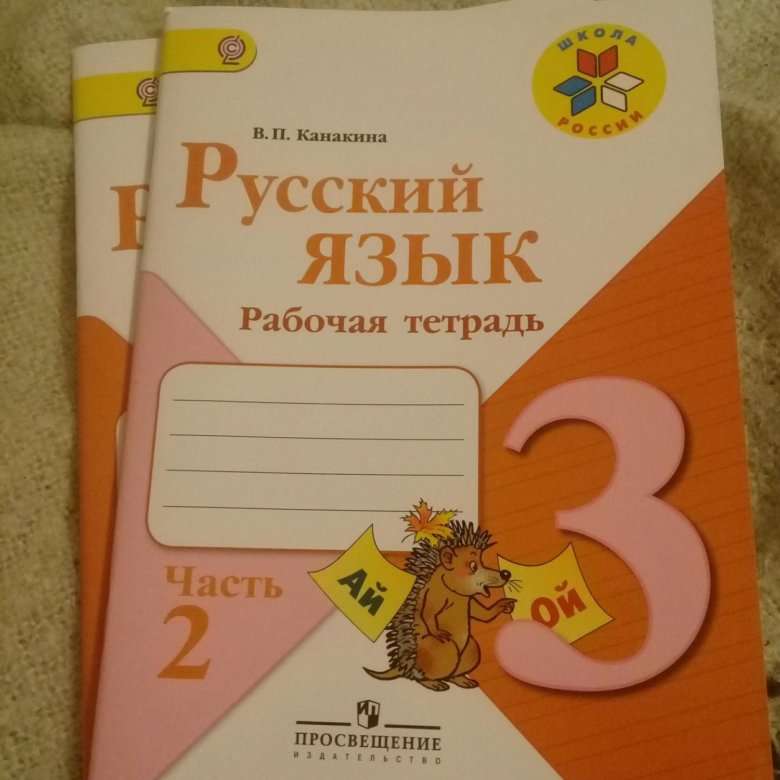 ШКОЛА
РОССИИ
В. П. Канакина
Русский
язык
Рабочая тетрадь
3
Ай
ой
Часть
2
ПРОСВЕЩЕНИЕ
ИЗДАТЕЛЬСТВО